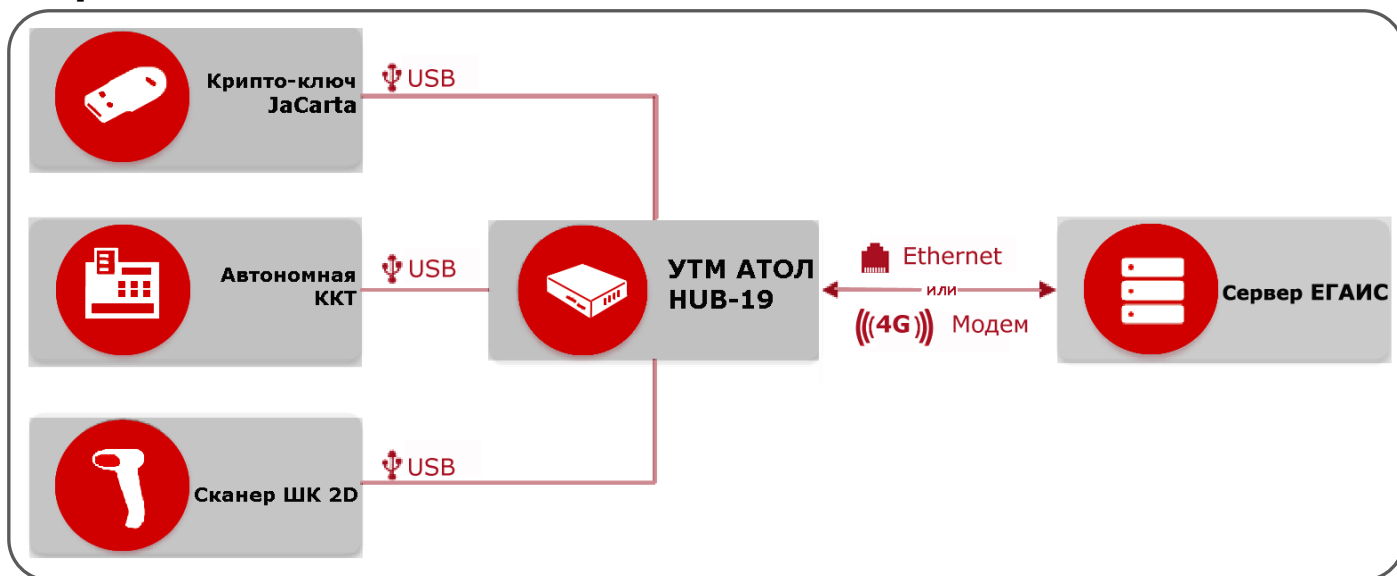 Крипто-ключ
JaCarta
USB
Автономная
ККТ
USB
Сканер ШК 2D
USB
УТМ АТОЛ
HUB-19
Ethernet
или
(((4G))) Модем
Сервер ЕГАИС